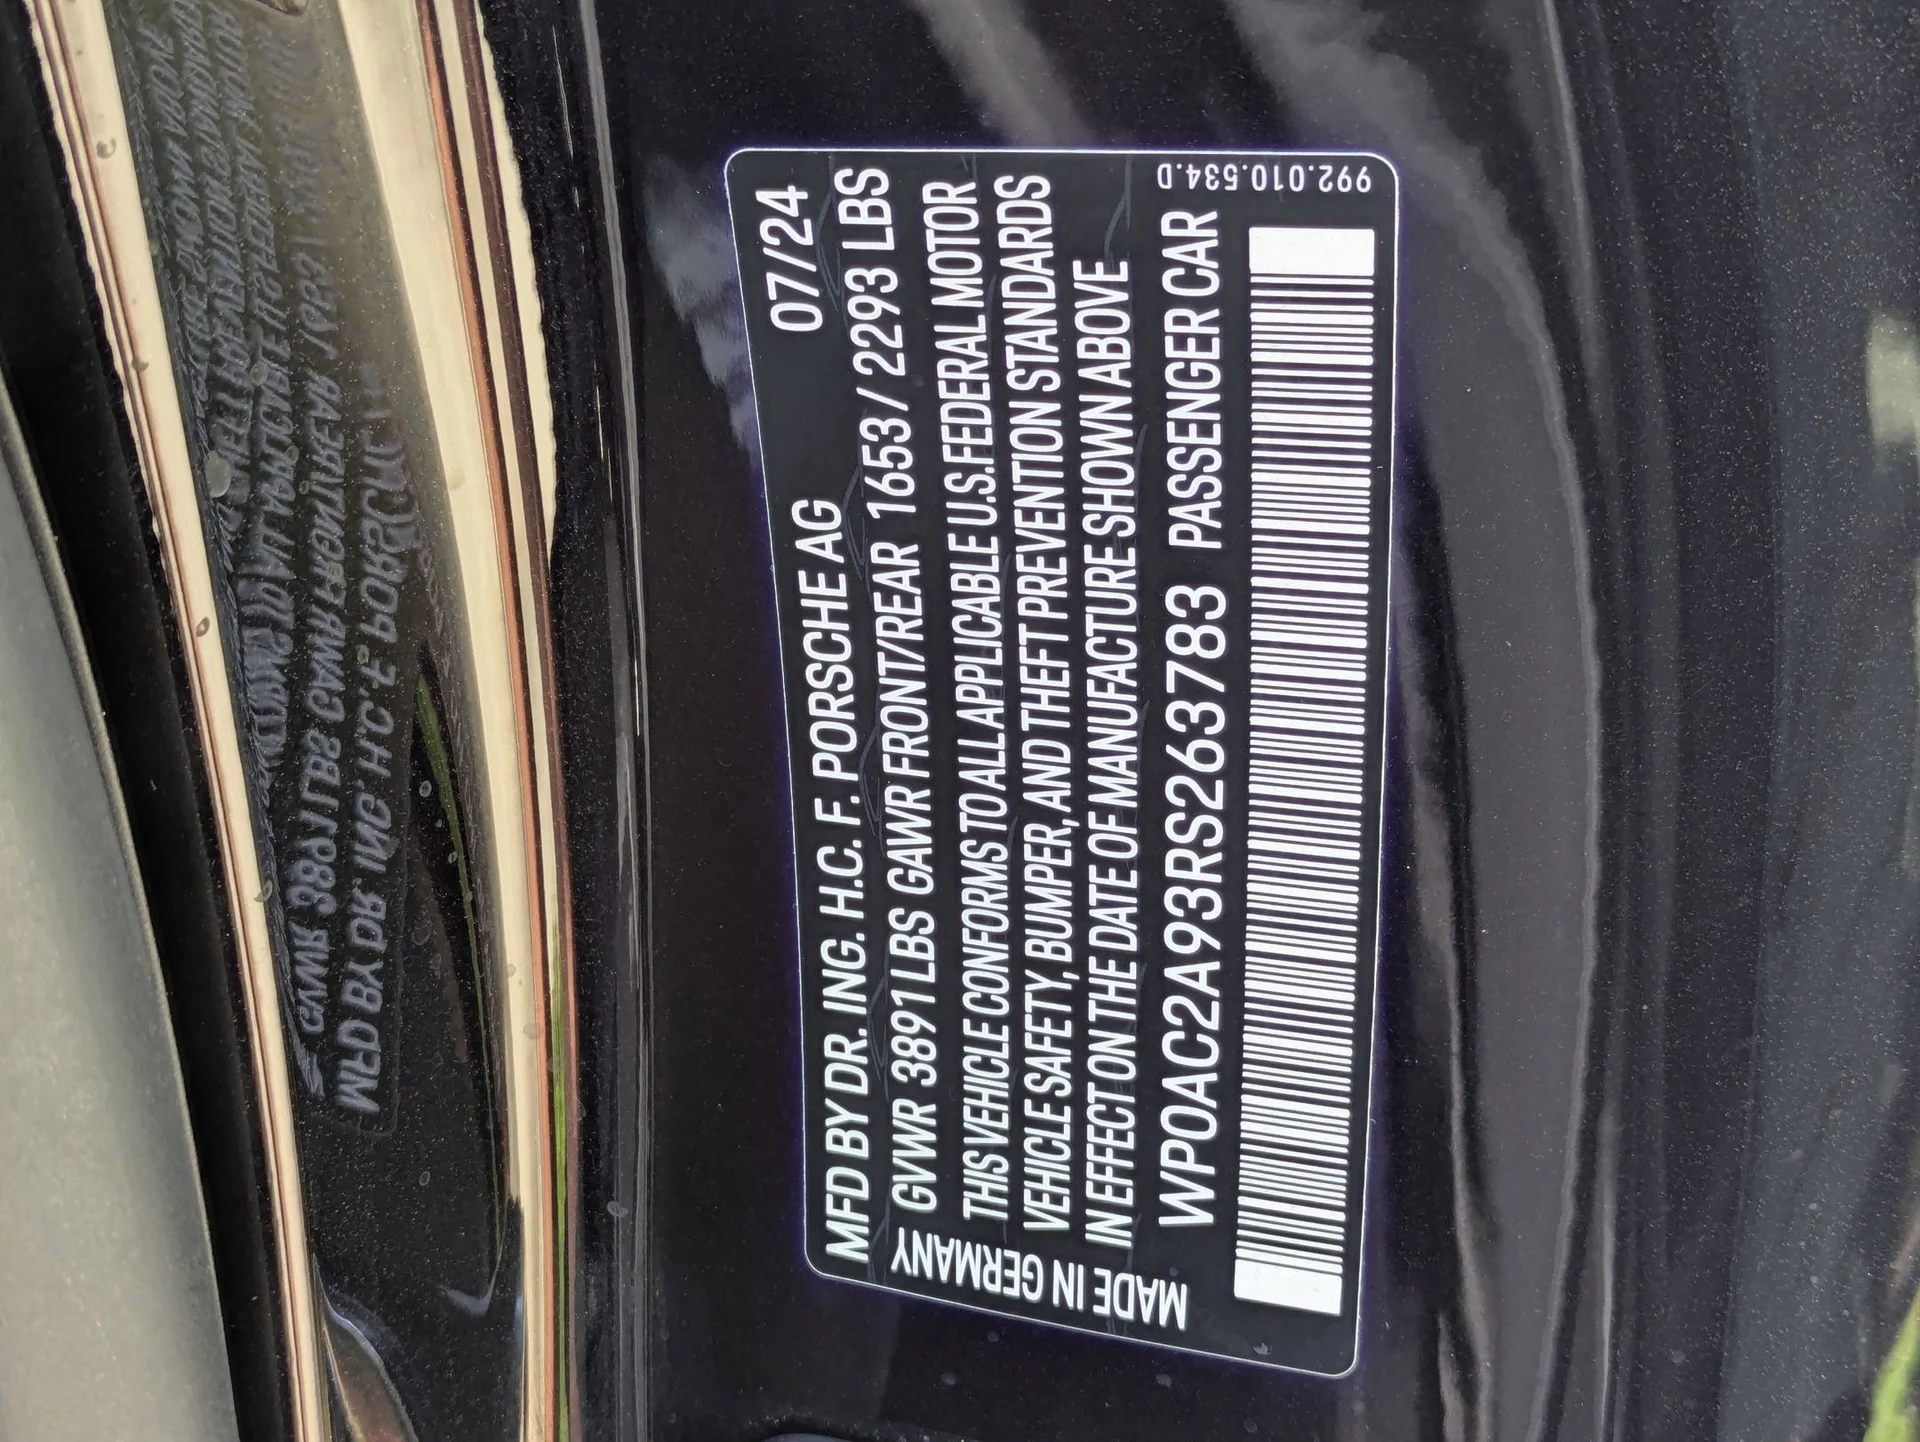 MFD BY DR. ING. H.C. F. PORSCHE AG 07/24
GVWR 3891 LBS GAWR FRONT/REAR 1653 / 2293 LBS
THIS VEHICLE CONFORMS TO ALL APPLICABLE U.S. FEDERAL MOTOR
VEHICLE SAFETY, BUMPER, AND THEFT PREVENTION STANDARDS
IN EFFECT ON THE DATE OF MANUFACTURE SHOWN ABOVE
WP0AC2A93RS263783 PASSENGER CAR
MADE IN GERMANY
992.010.534.D